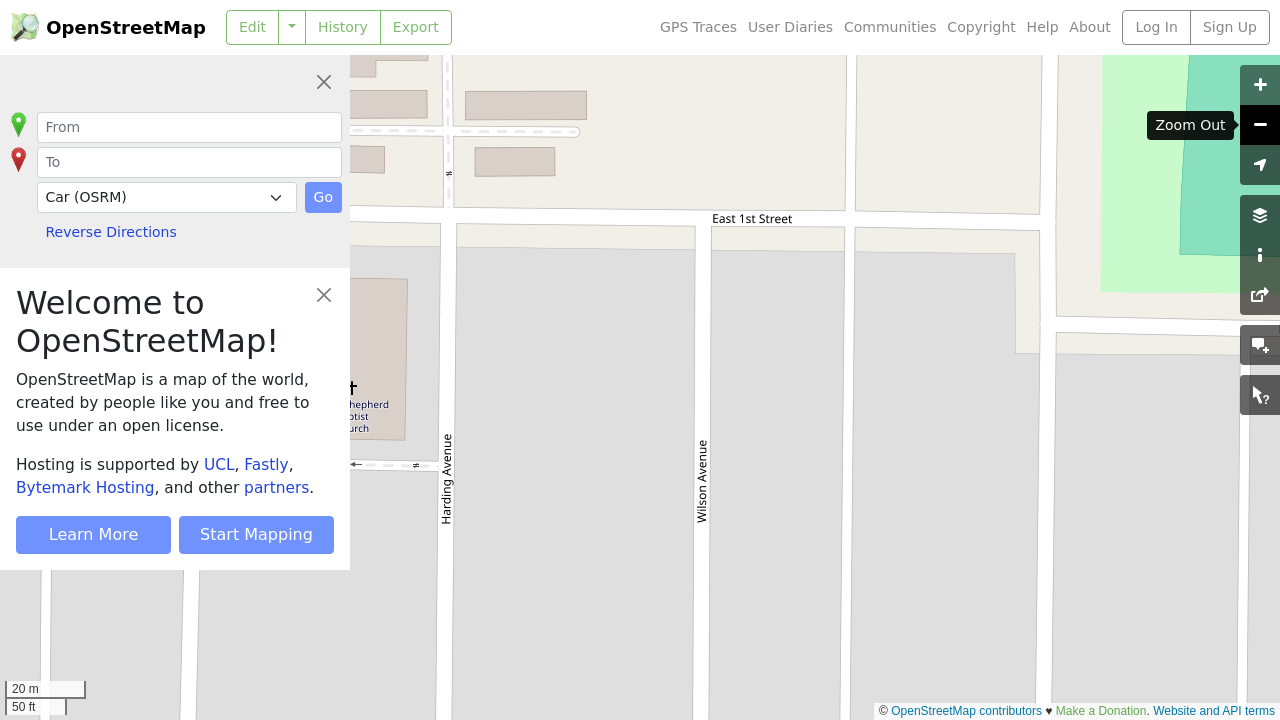 OpenStreetMap
Edit
History
Export
GPS Traces
User Diaries
Communities
Copyright
Help
About
Log In
Sign Up
From
To
Car (OSRM)
Go
Reverse Directions
Welcome to
OpenStreetMap!
OpenStreetMap is a map of the world,
created by people like you and free to
use under an open license.
Hosting is supported by UCL, Fastly,
Bytemark Hosting, and other partners.
Learn More
Start Mapping
Zoom Out
East 1st Street
hepherd
ptist
urch
Harding Avenue
Wilson Avenue
20 m
50 ft
© OpenStreetMap contributors ♥ Make a Donation. Website and API terms